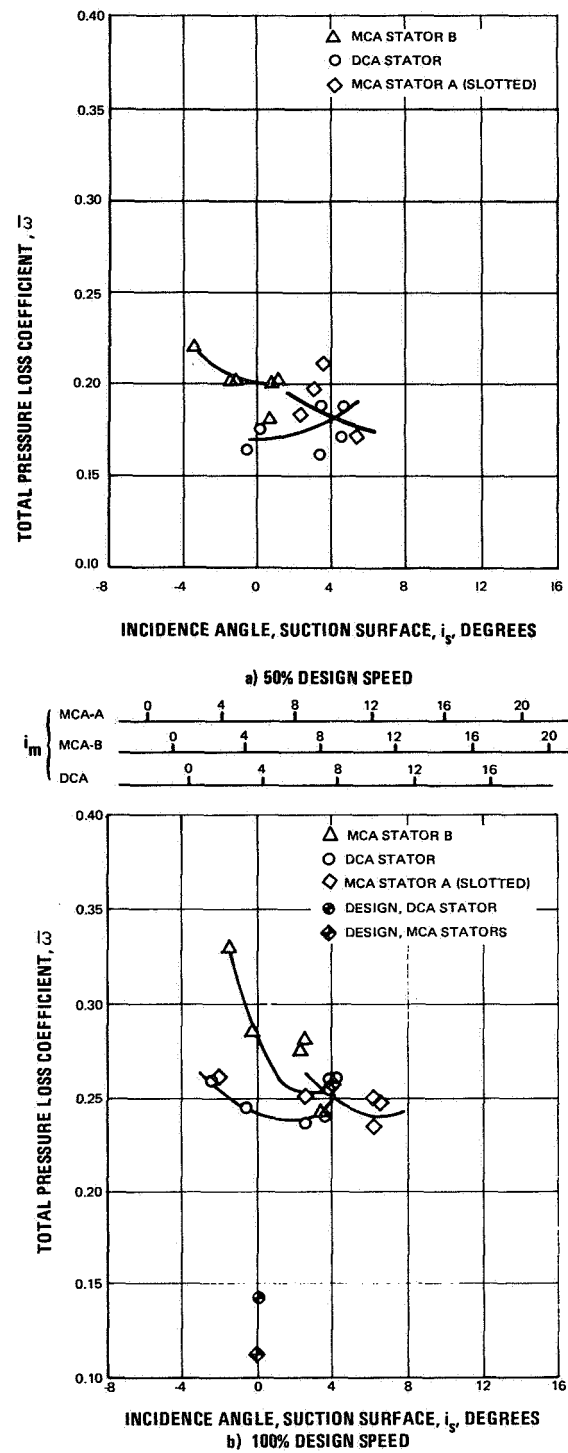 △ MCA STATOR B
○ DCA STATOR
◇ MCA STATOR A (SLOTTED)
TOTAL PRESSURE LOSS COEFFICIENT, ω̅
0.40
0.35
0.30
0.25
0.20
0.15
0.10
-8 -4 0 4 8 12 16
INCIDENCE ANGLE, SUCTION SURFACE, iₛ, DEGREES
a) 50% DESIGN SPEED
iₘ
MCA-A 0 4 8 12 16 20
MCA-B 0 4 8 12 16 20
DCA 0 4 8 12 16
△ MCA STATOR B
○ DCA STATOR
◇ MCA STATOR A (SLOTTED)
DESIGN, DCA STATOR
DESIGN, MCA STATORS
TOTAL PRESSURE LOSS COEFFICIENT, ω̅
0.40
0.35
0.30
0.25
0.20
0.15
0.10
-8 -4 0 4 8 12 16
INCIDENCE ANGLE, SUCTION SURFACE, iₛ, DEGREES
b) 100% DESIGN SPEED